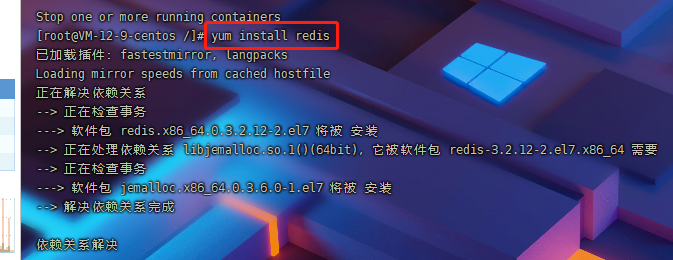 Stop one or more running containers
[root@VM-12-9-centos /]# yum install redis
已加载插件: fastestmirror, langpacks
Loading mirror speeds from cached hostfile
正在解决依赖关系
--> 正在检查事务
---> 软件包 redis.x86_64.0.3.2.12-2.el7 将被 安装
--> 正在处理依赖关系 libjemalloc.so.1()(64bit), 它被软件包 redis-3.2.12-2.el7.x86_64 需要
--> 正在检查事务
---> 软件包 jemalloc.x86_64.0.3.6.0-1.el7 将被 安装
--> 解决依赖关系完成
依赖关系解决